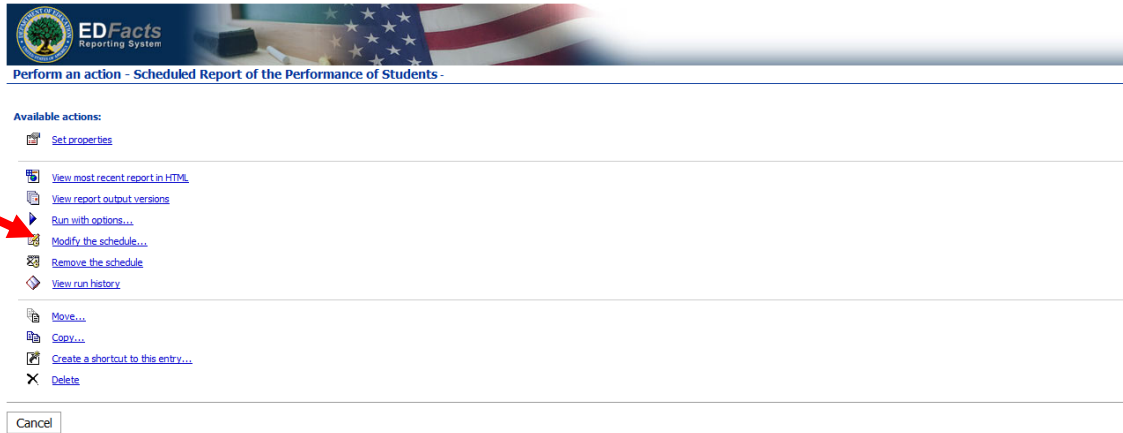 EDFacts
Reporting System
Perform an action - Scheduled Report of the Performance of Students -
Available actions:
Set properties
View most recent report in HTML
View report output versions
Run with options...
Modify the schedule...
Remove the schedule
View run history
Move...
Copy...
Create a shortcut to this entry...
Delete
Cancel